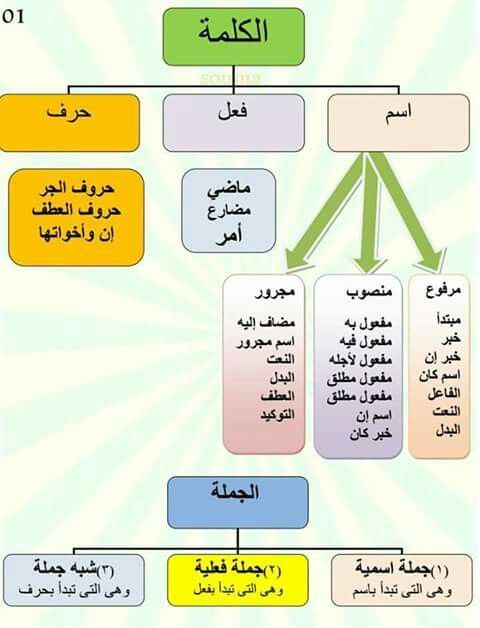 01
الكلمة
somma
اسم
فعل
حرف
ماضي
مضارع
أمر
حروف الجر
حروف العطف
إن وأخواتها
مرفوع
مبتدأ
خبر
خبر إن
اسم كان
الفاعل
النعت
البدل
منصوب
مفعول به
مفعول فيه
مفعول لأجله
مفعول مطلق
مفعول مطلق
اسم إن
خبر كان
مجرور
مضاف إليه
اسم مجرور
النعت
البدل
العطف
التوكيد
الجملة
(١)جملة اسمية
وهى التى تبدأ باسم
(٢)جملة فعلية
وهى التى تبدأ بفعل
(٣)شبه جملة
وهى التى تبدأ بحرف